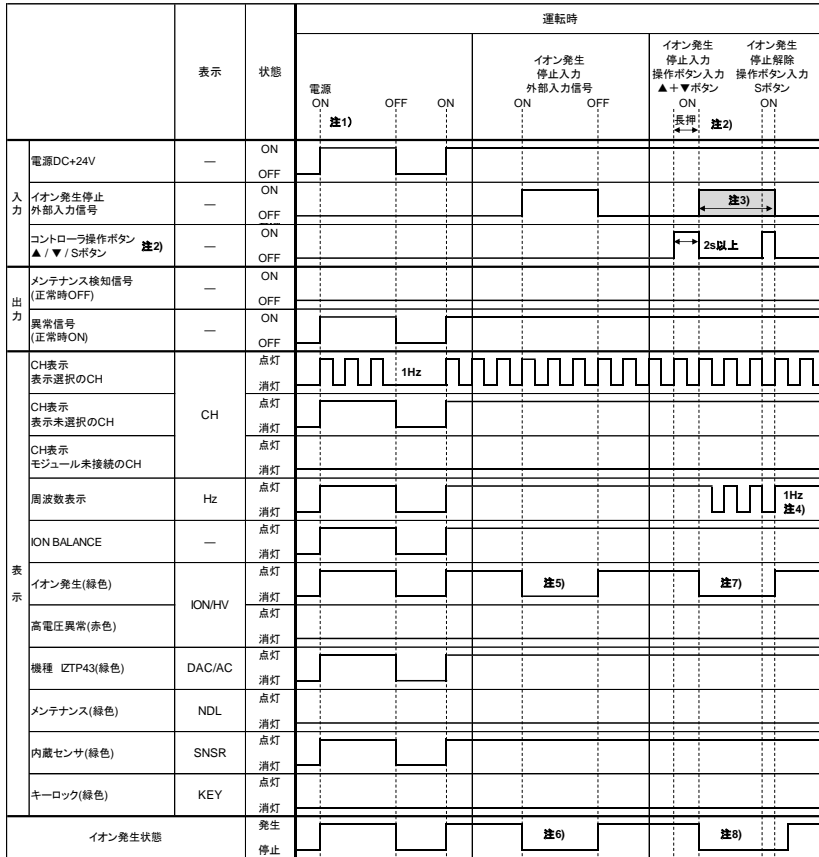 運転時
表示
状態
電源
ON
OFF
ON
注1)
イオン発生
停止入力
外部入力信号
ON
OFF
イオン発生
停止入力
操作ボタン入力
▲+▼ボタン
ON
長押
注2)
イオン発生
停止解除
操作ボタン入力
Sボタン
ON
入力
電源DC+24V
—
ON
OFF
イオン発生停止
外部入力信号
—
ON
OFF
注3)
コントローラ操作ボタン 注2)
▲ / ▼ / Sボタン
—
ON
OFF
2s以上
出力
メンテナンス検知信号
(正常時OFF)
—
ON
OFF
異常信号
(正常時ON)
—
ON
OFF
表示
CH表示
表示選択のCH
CH
点灯
消灯
1Hz
CH表示
表示未選択のCH
点灯
消灯
CH表示
モジュール未接続のCH
点灯
消灯
周波数表示
Hz
点灯
消灯
1Hz
注4)
ION BALANCE
—
点灯
消灯
イオン発生(緑色)
ION/HV
点灯
消灯
注5)
注7)
高電圧異常(赤色)
点灯
消灯
機種 IZTP43(緑色)
DAC/AC
点灯
消灯
メンテナンス(緑色)
NDL
点灯
消灯
内蔵センサ(緑色)
SNSR
点灯
消灯
キーロック(緑色)
KEY
点灯
消灯
イオン発生状態
発生
停止
注6)
注8)